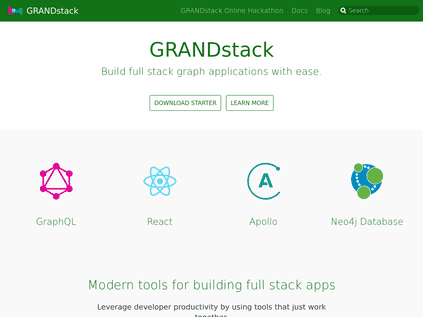 GRANDstack
GRANDstack Online Hackathon
Docs
Blog
Search
GRANDstack
Build full stack graph applications with ease.
DOWNLOAD STARTER
LEARN MORE
GraphQL
React
Apollo
Neo4j Database
Modern tools for building full stack apps
Leverage developer productivity by using tools that just work
together.